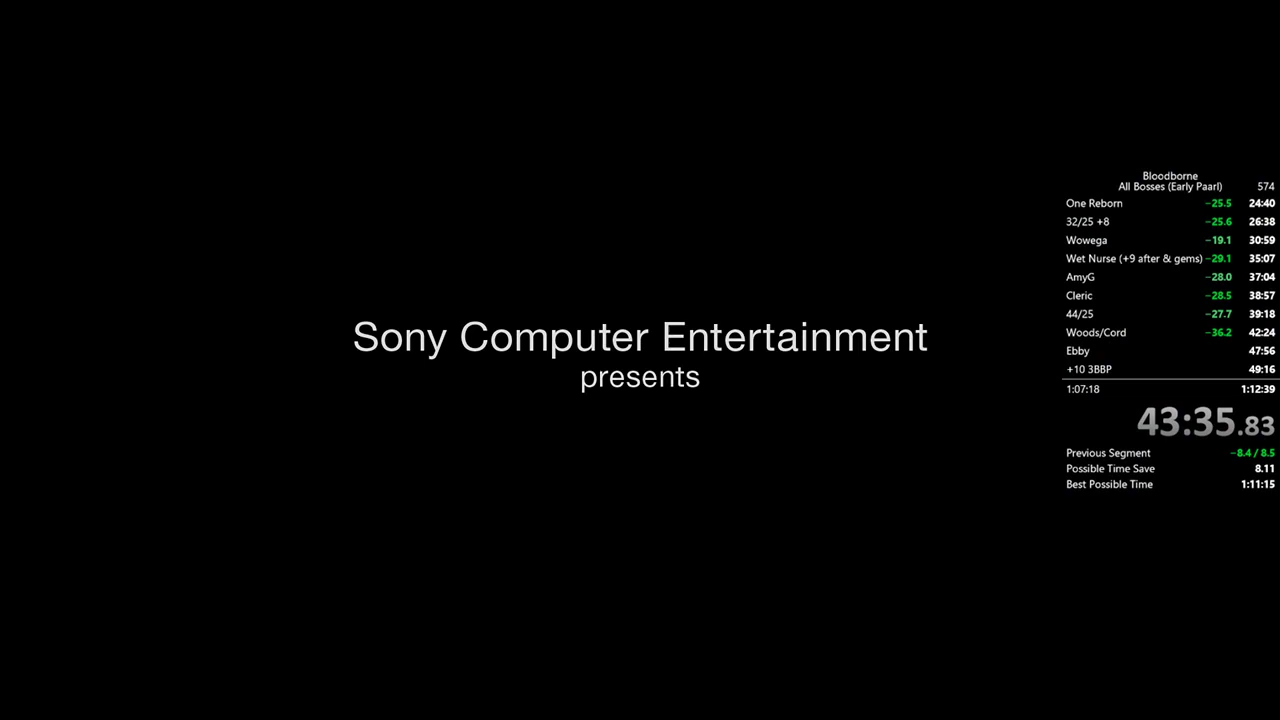 Sony Computer Entertainment
presents
Bloodborne
All Bosses (Early Paarl) 574
One Reborn −25.5 24:40
32/25 +8 −25.6 26:38
Wowega −19.1 30:59
Wet Nurse (+9 after & gems) −29.1 35:07
AmyG −28.0 37:04
Cleric −28.5 38:57
44/25 −27.7 39:18
Woods/Cord −36.2 42:24
Ebby 47:56
+10 3BBP 49:16
1:07:18 1:12:39
43:35.83
Previous Segment −8.4 / 8.5
Possible Time Save 8.11
Best Possible Time 1:11:15